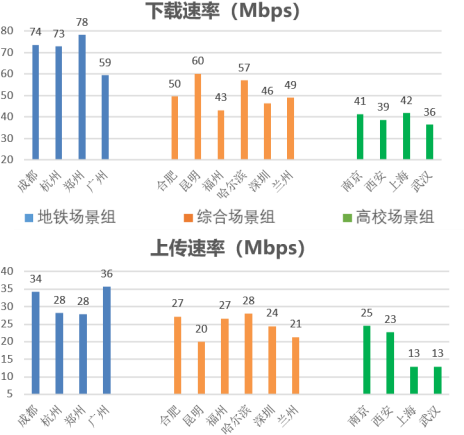 下载速率（Mbps）
80
70
60
50
40
30
20
74 73 78 59 50 60 43 57 46 49 41 39 42 36
成都 杭州 郑州 广州 合肥 昆明 福州 哈尔滨 深圳 兰州 南京 西安 上海 武汉
地铁场景组 综合场景组 高校场景组
上传速率（Mbps）
40
35
30
25
20
15
10
5
34 28 28 36 27 20 27 28 24 21 25 23 13 13
成都 杭州 郑州 广州 合肥 昆明 福州 哈尔滨 深圳 兰州 南京 西安 上海 武汉